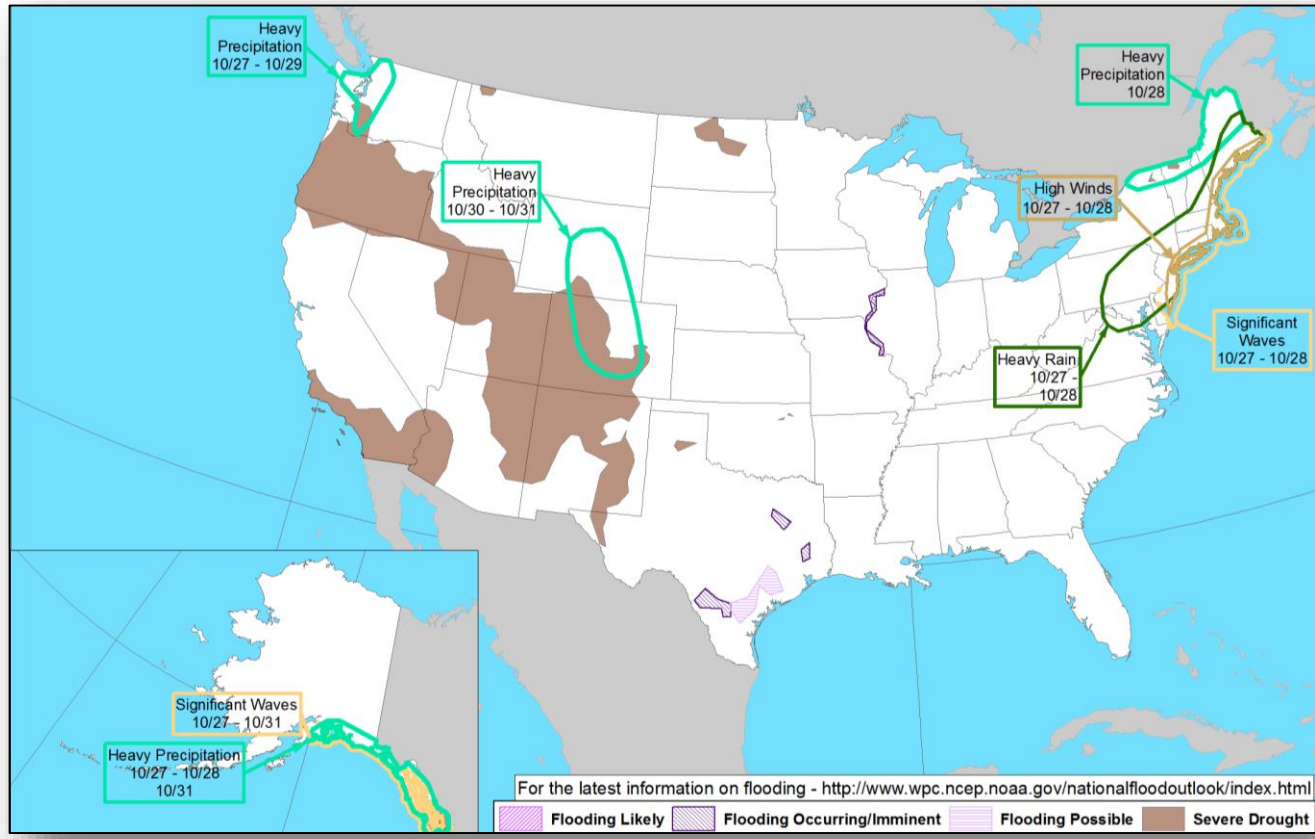 Heavy
Precipitation
10/27 - 10/29
Heavy
Precipitation
10/28
Heavy
Precipitation
10/30 - 10/31
High Winds
10/27 - 10/28
Significant
Waves
10/27 - 10/28
Heavy Rain
10/27 -
10/28
Significant Waves
10/27 - 10/31
Heavy Precipitation
10/27 - 10/28
10/31
For the latest information on flooding - http://www.wpc.ncep.noaa.gov/nationalfloodoutlook/index.html
Flooding Likely
Flooding Occurring/Imminent
Flooding Possible
Severe Drought